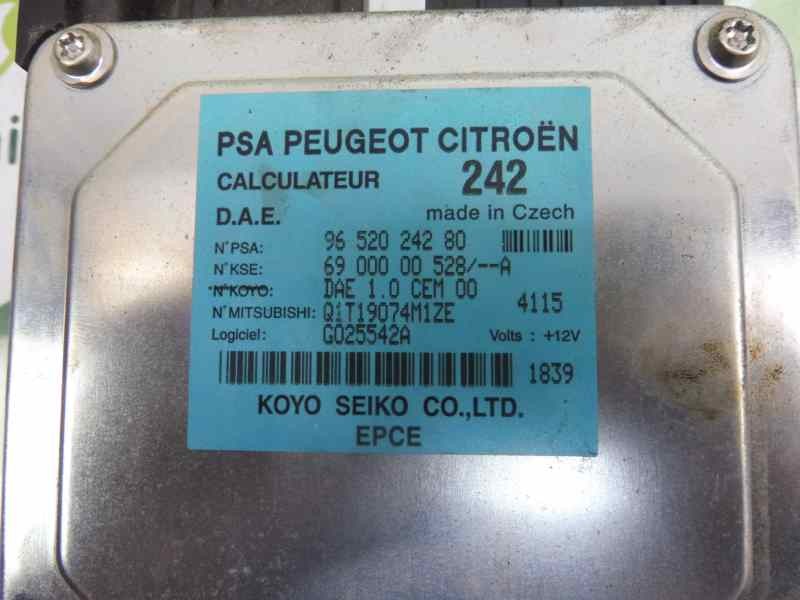 PSA PEUGEOT CITROËN
CALCULATEUR 242
D.A.E. made in Czech
N°PSA: 96 520 242 80
N°KSE: 69 000 00 528/--A
N°KOYO: DAE 1.0 CEM 00
N°MITSUBISHI: Q1T19074M1ZE 4115
Logiciel: G025542A Volts : +12V
1839
KOYO SEIKO CO.,LTD.
EPCE